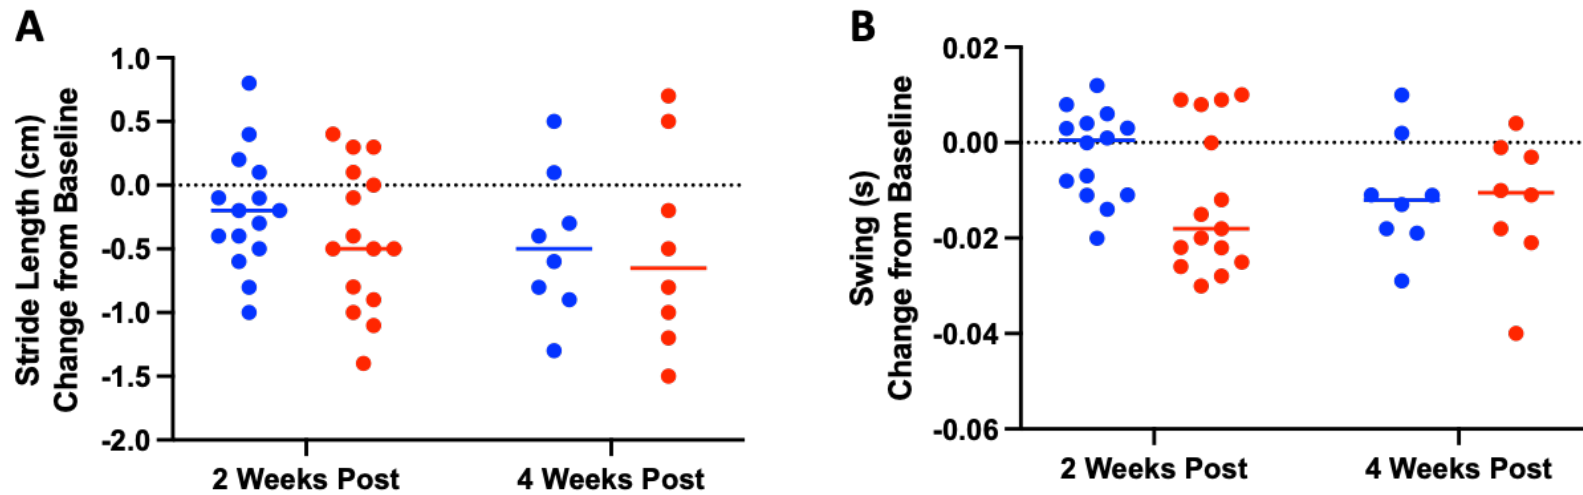 A
Stride Length (cm)
Change from Baseline
1.0
0.5
0.0
-0.5
-1.0
-1.5
-2.0
2 Weeks Post
4 Weeks Post
B
Swing (s)
Change from Baseline
0.02
0.00
-0.02
-0.04
-0.06
2 Weeks Post
4 Weeks Post